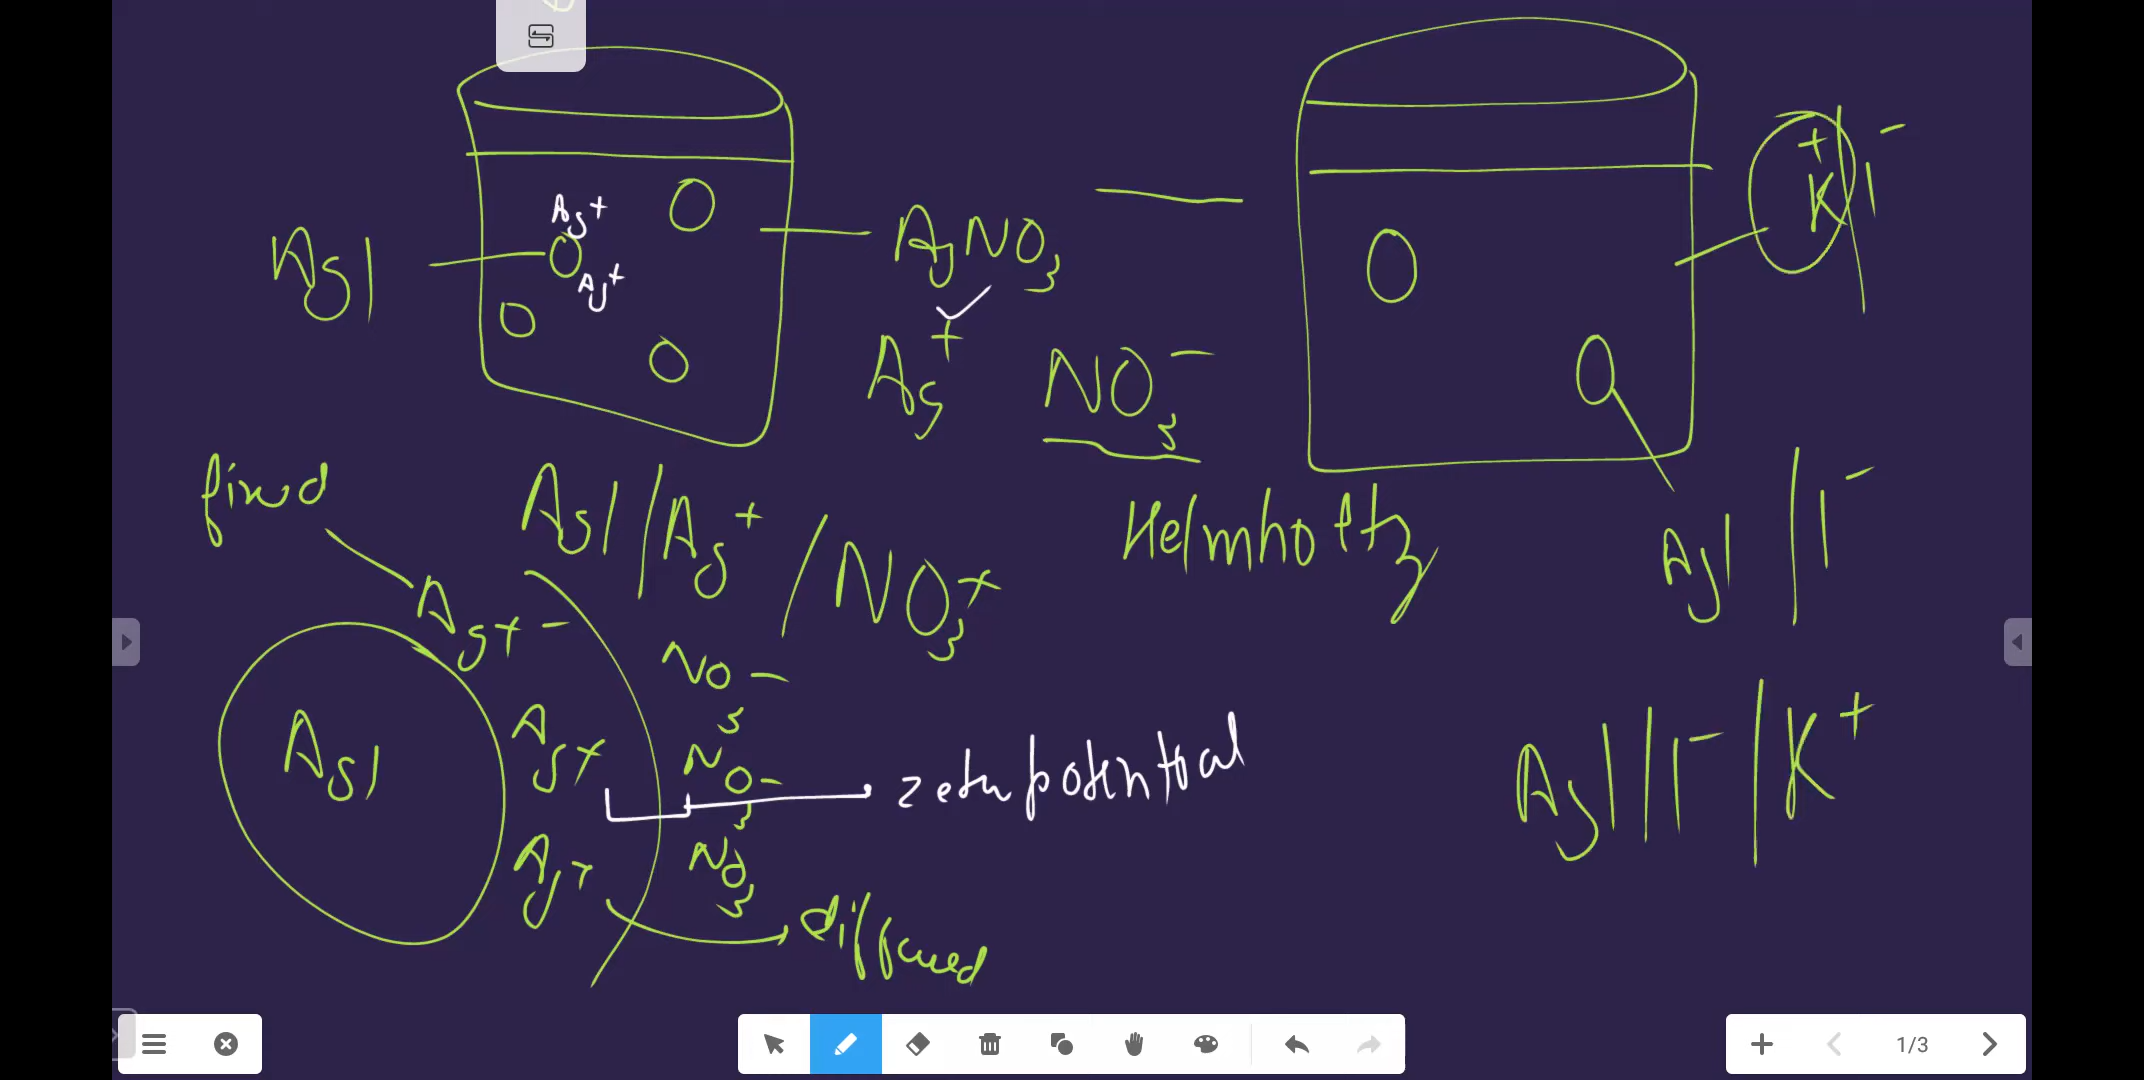 Ag+
AgI
Ag+
AgNO3
Ag+ NO3-
K+ | I-
fixed
AgI/Ag+/NO3+
Helmholtz
AgI | I-
Ag+ -
NO3-
AgI
Ag+
NO3-
zeta potential
AgI/I-/K+
Ag+
NO3
diffused
1/3